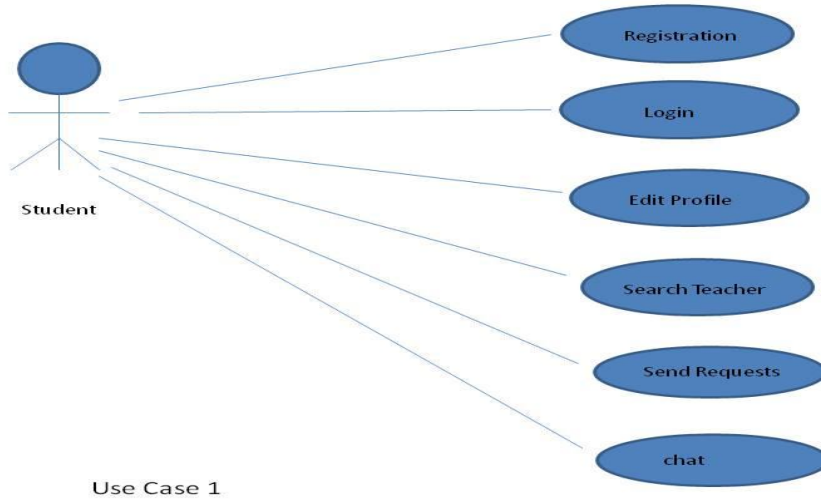 Registration
Login
Edit Profile
Student
Search Teacher
Send Requests
chat
Use Case 1